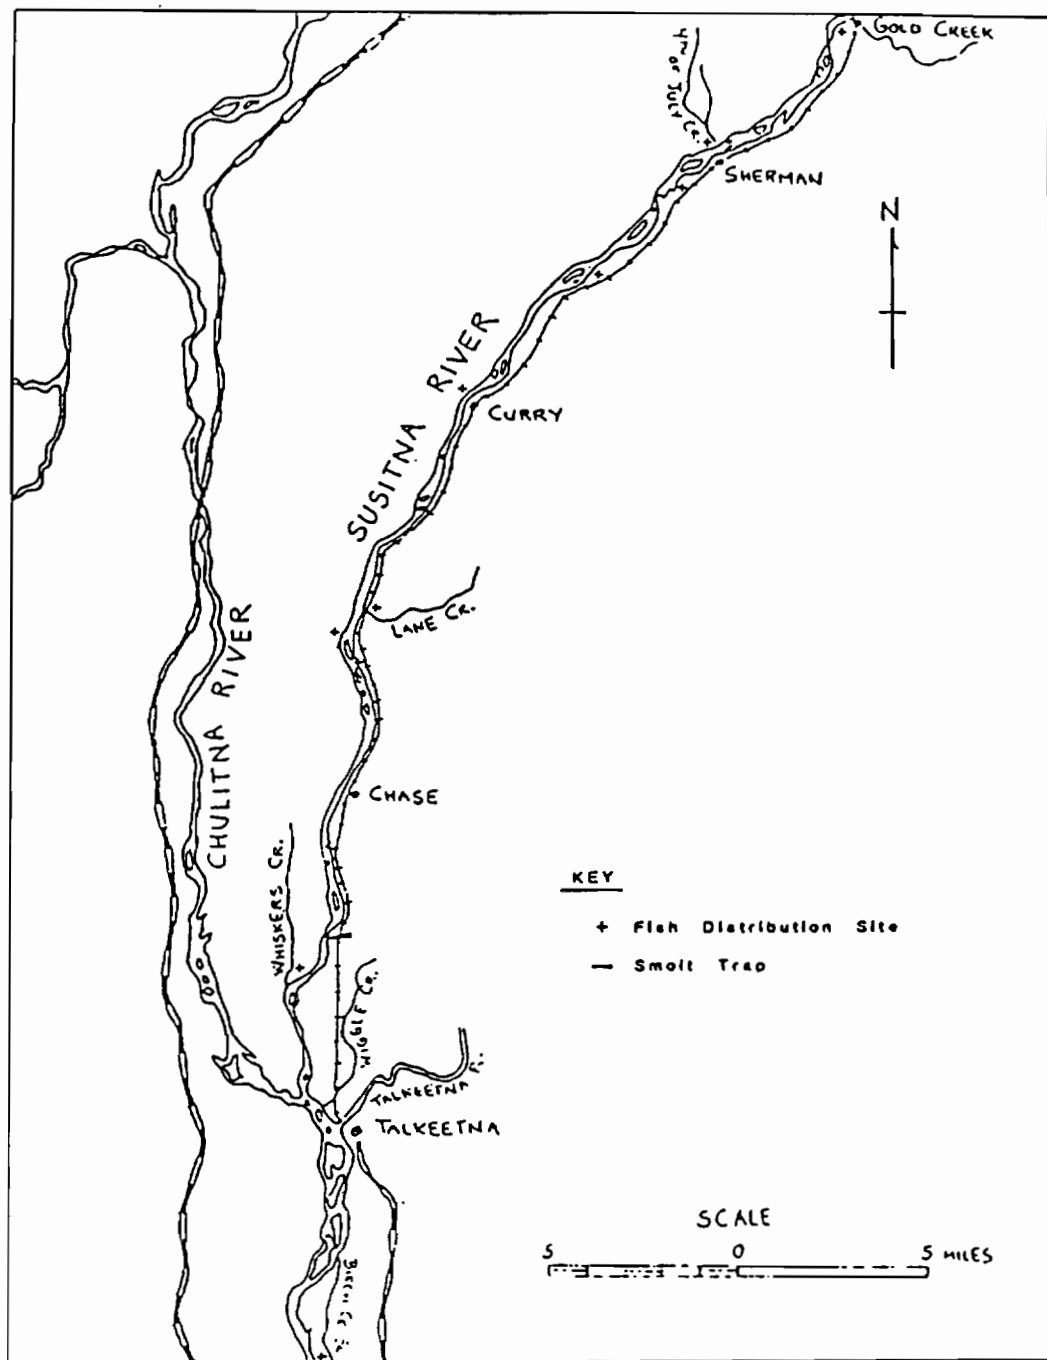 GOLD CREEK
4TH OF JULY CR.
SHERMAN
N
SUSITNA RIVER
CURRY
LANE CR.
CHULITNA RIVER
CHASE
WHISKERS CR.
KEY
+ Fish Distribution Site
Smolt Trap
WIGGLE CR.
TALKEETNA R.
TALKEETNA
SCALE
5 0 5 MILES